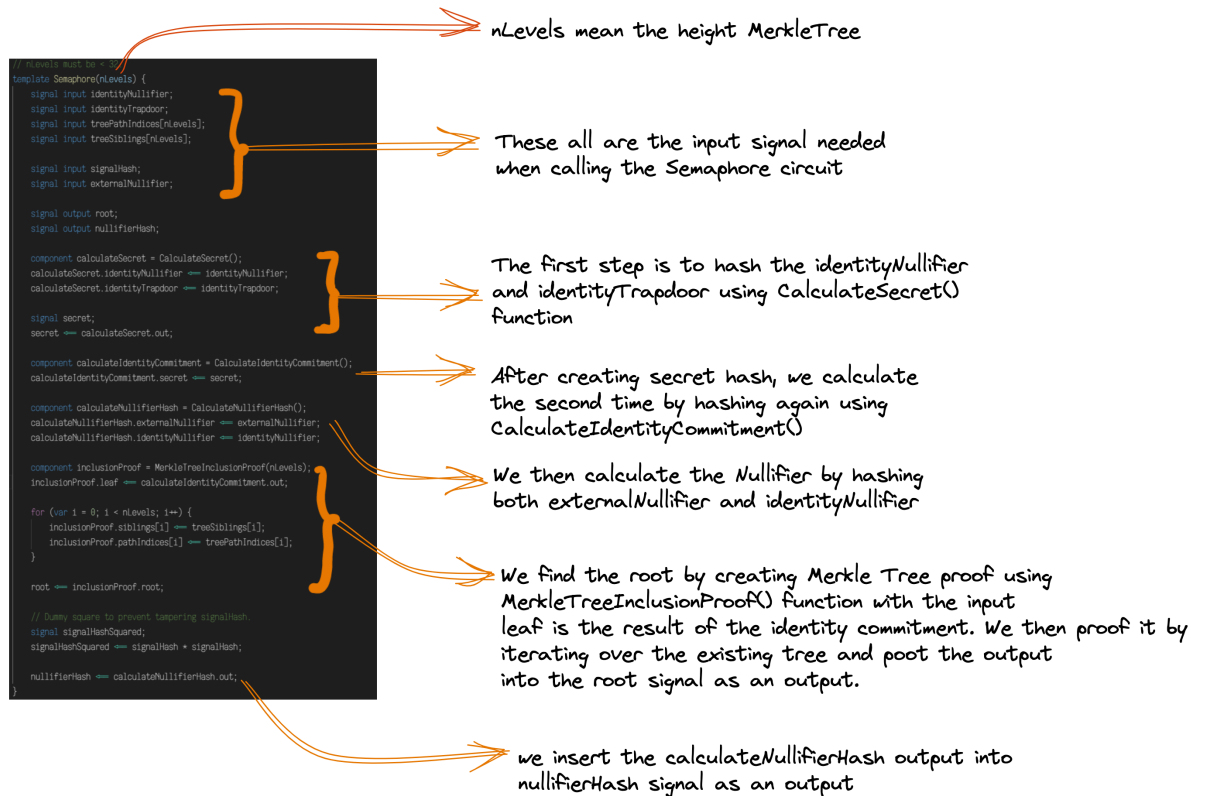 // nLevels must be < 32.
template Semaphore(nLevels) {
signal input identityNullifier;
signal input identityTrapdoor;
signal input treePathIndices[nLevels];
signal input treeSiblings[nLevels];
signal input signalHash;
signal input externalNullifier;
signal output root;
signal output nullifierHash;
component calculateSecret = CalculateSecret();
calculateSecret.identityNullifier <== identityNullifier;
calculateSecret.identityTrapdoor <== identityTrapdoor;
signal secret;
secret <== calculateSecret.out;
component calculateIdentityCommitment = CalculateIdentityCommitment();
calculateIdentityCommitment.secret <== secret;
component calculateNullifierHash = CalculateNullifierHash();
calculateNullifierHash.externalNullifier <== externalNullifier;
calculateNullifierHash.identityNullifier <== identityNullifier;
component inclusionProof = MerkleTreeInclusionProof(nLevels);
inclusionProof.leaf <== calculateIdentityCommitment.out;
for (var i = 0; i < nLevels; i++) {
inclusionProof.siblings[i] <== treeSiblings[i];
inclusionProof.pathIndices[i] <== treePathIndices[i];
}
root <== inclusionProof.root;
// Dummy square to prevent tampering signalHash.
signal signalHashSquared;
signalHashSquared <== signalHash * signalHash;
nullifierHash <== calculateNullifierHash.out;
}
nLevels mean the height MerkleTree
These all are the input signal needed
when calling the Semaphore circuit
The first step is to hash the identityNullifier
and identityTrapdoor using CalculateSecret()
function
After creating secret hash, we calculate
the second time by hashing again using
CalculateIdentityCommitment()
We then calculate the Nullifier by hashing
both externalNullifier and identityNullifier
We find the root by creating Merkle Tree proof using
MerkleTreeInclusionProof() function with the input
leaf is the result of the identity commitment. We then proof it by
iterating over the existing tree and poot the output
into the root signal as an output.
we insert the calculateNullifierHash output into
nullifierHash signal as an output